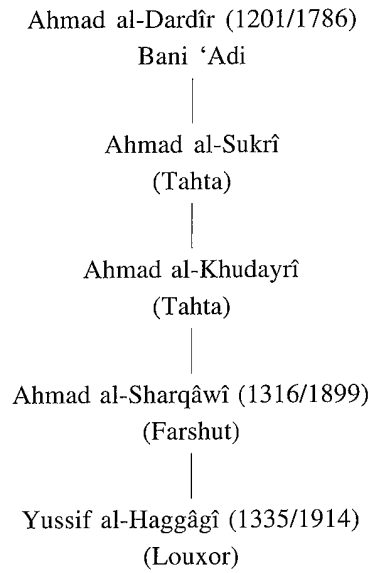 Ahmad al-Dardîr (1201/1786)
Bani ‘Adi
Ahmad al-Sukrî
(Tahta)
Ahmad al-Khudayrî
(Tahta)
Ahmad al-Sharqâwî (1316/1899)
(Farshut)
Yussif al-Haggâgî (1335/1914)
(Louxor)